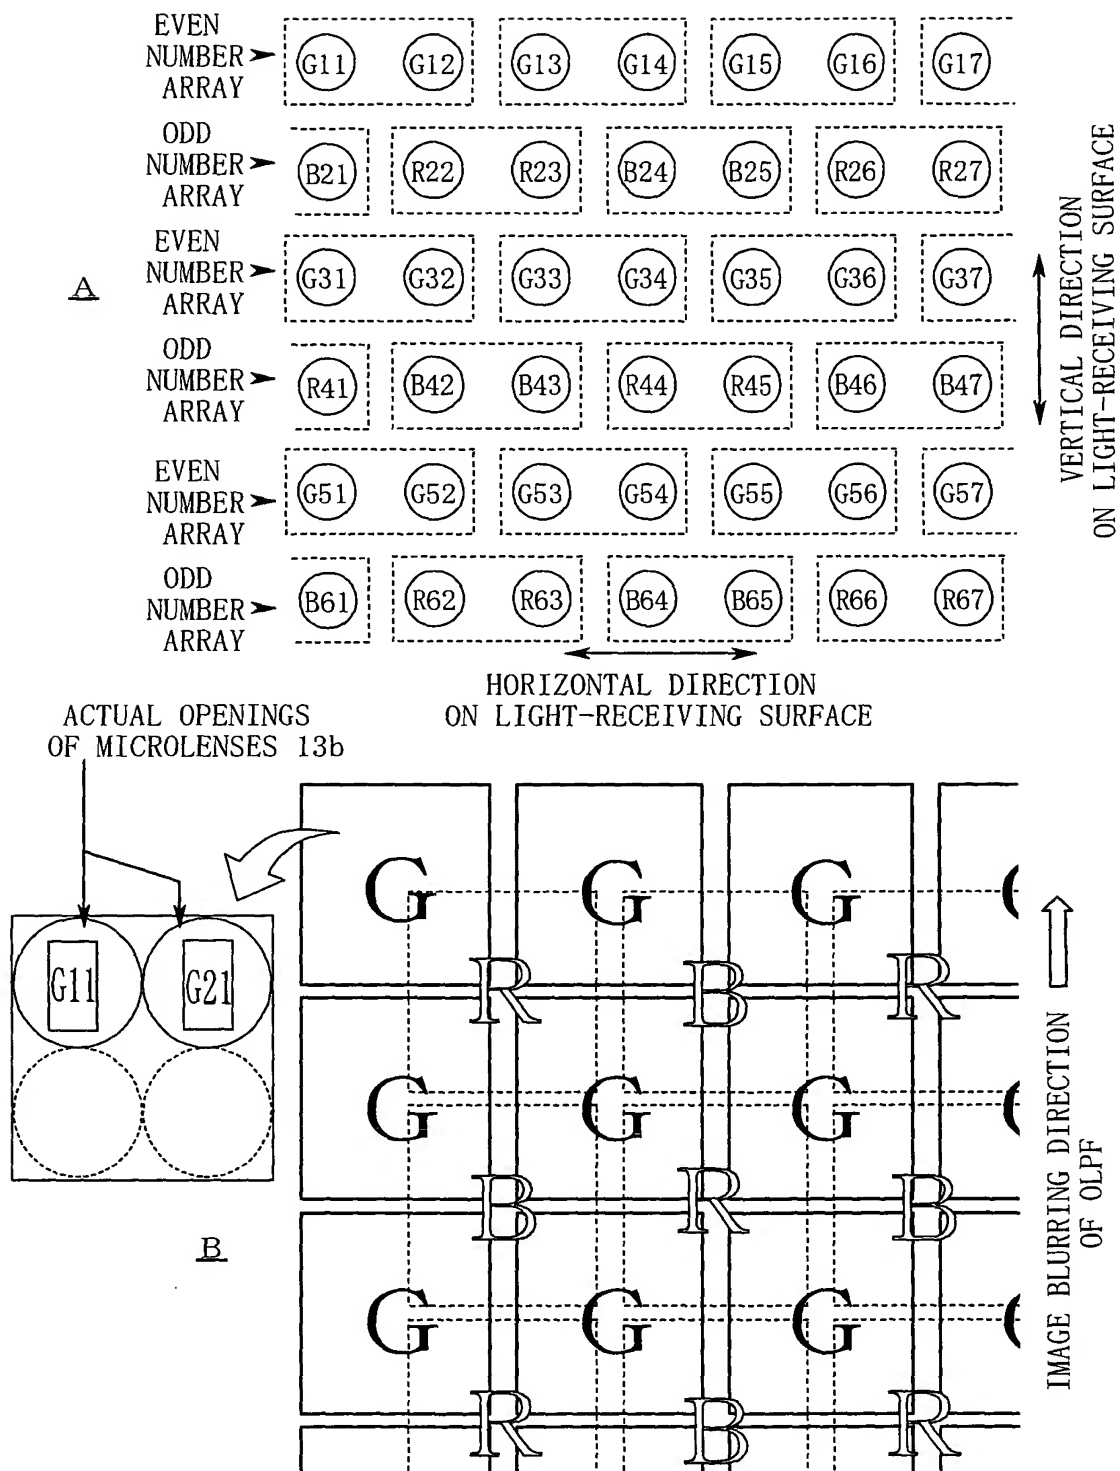 EVEN
NUMBER
ARRAY
G11 G12 G13 G14 G15 G16 G17
ODD
NUMBER
ARRAY
B21 R22 R23 B24 B25 R26 R27
EVEN
NUMBER
ARRAY
G31 G32 G33 G34 G35 G36 G37
A
ODD
NUMBER
ARRAY
R41 B42 B43 R44 R45 B46 B47
EVEN
NUMBER
ARRAY
G51 G52 G53 G54 G55 G56 G57
ODD
NUMBER
ARRAY
B61 R62 R63 B64 B65 R66 R67
VERTICAL DIRECTION
ON LIGHT-RECEIVING SURFACE
HORIZONTAL DIRECTION
ON LIGHT-RECEIVING SURFACE
ACTUAL OPENINGS
OF MICROLENSES 13b
G11 G21
B
G G G
R B R
G G G
B R B
G G G
R B R
IMAGE BLURRING DIRECTION
OF OLPF